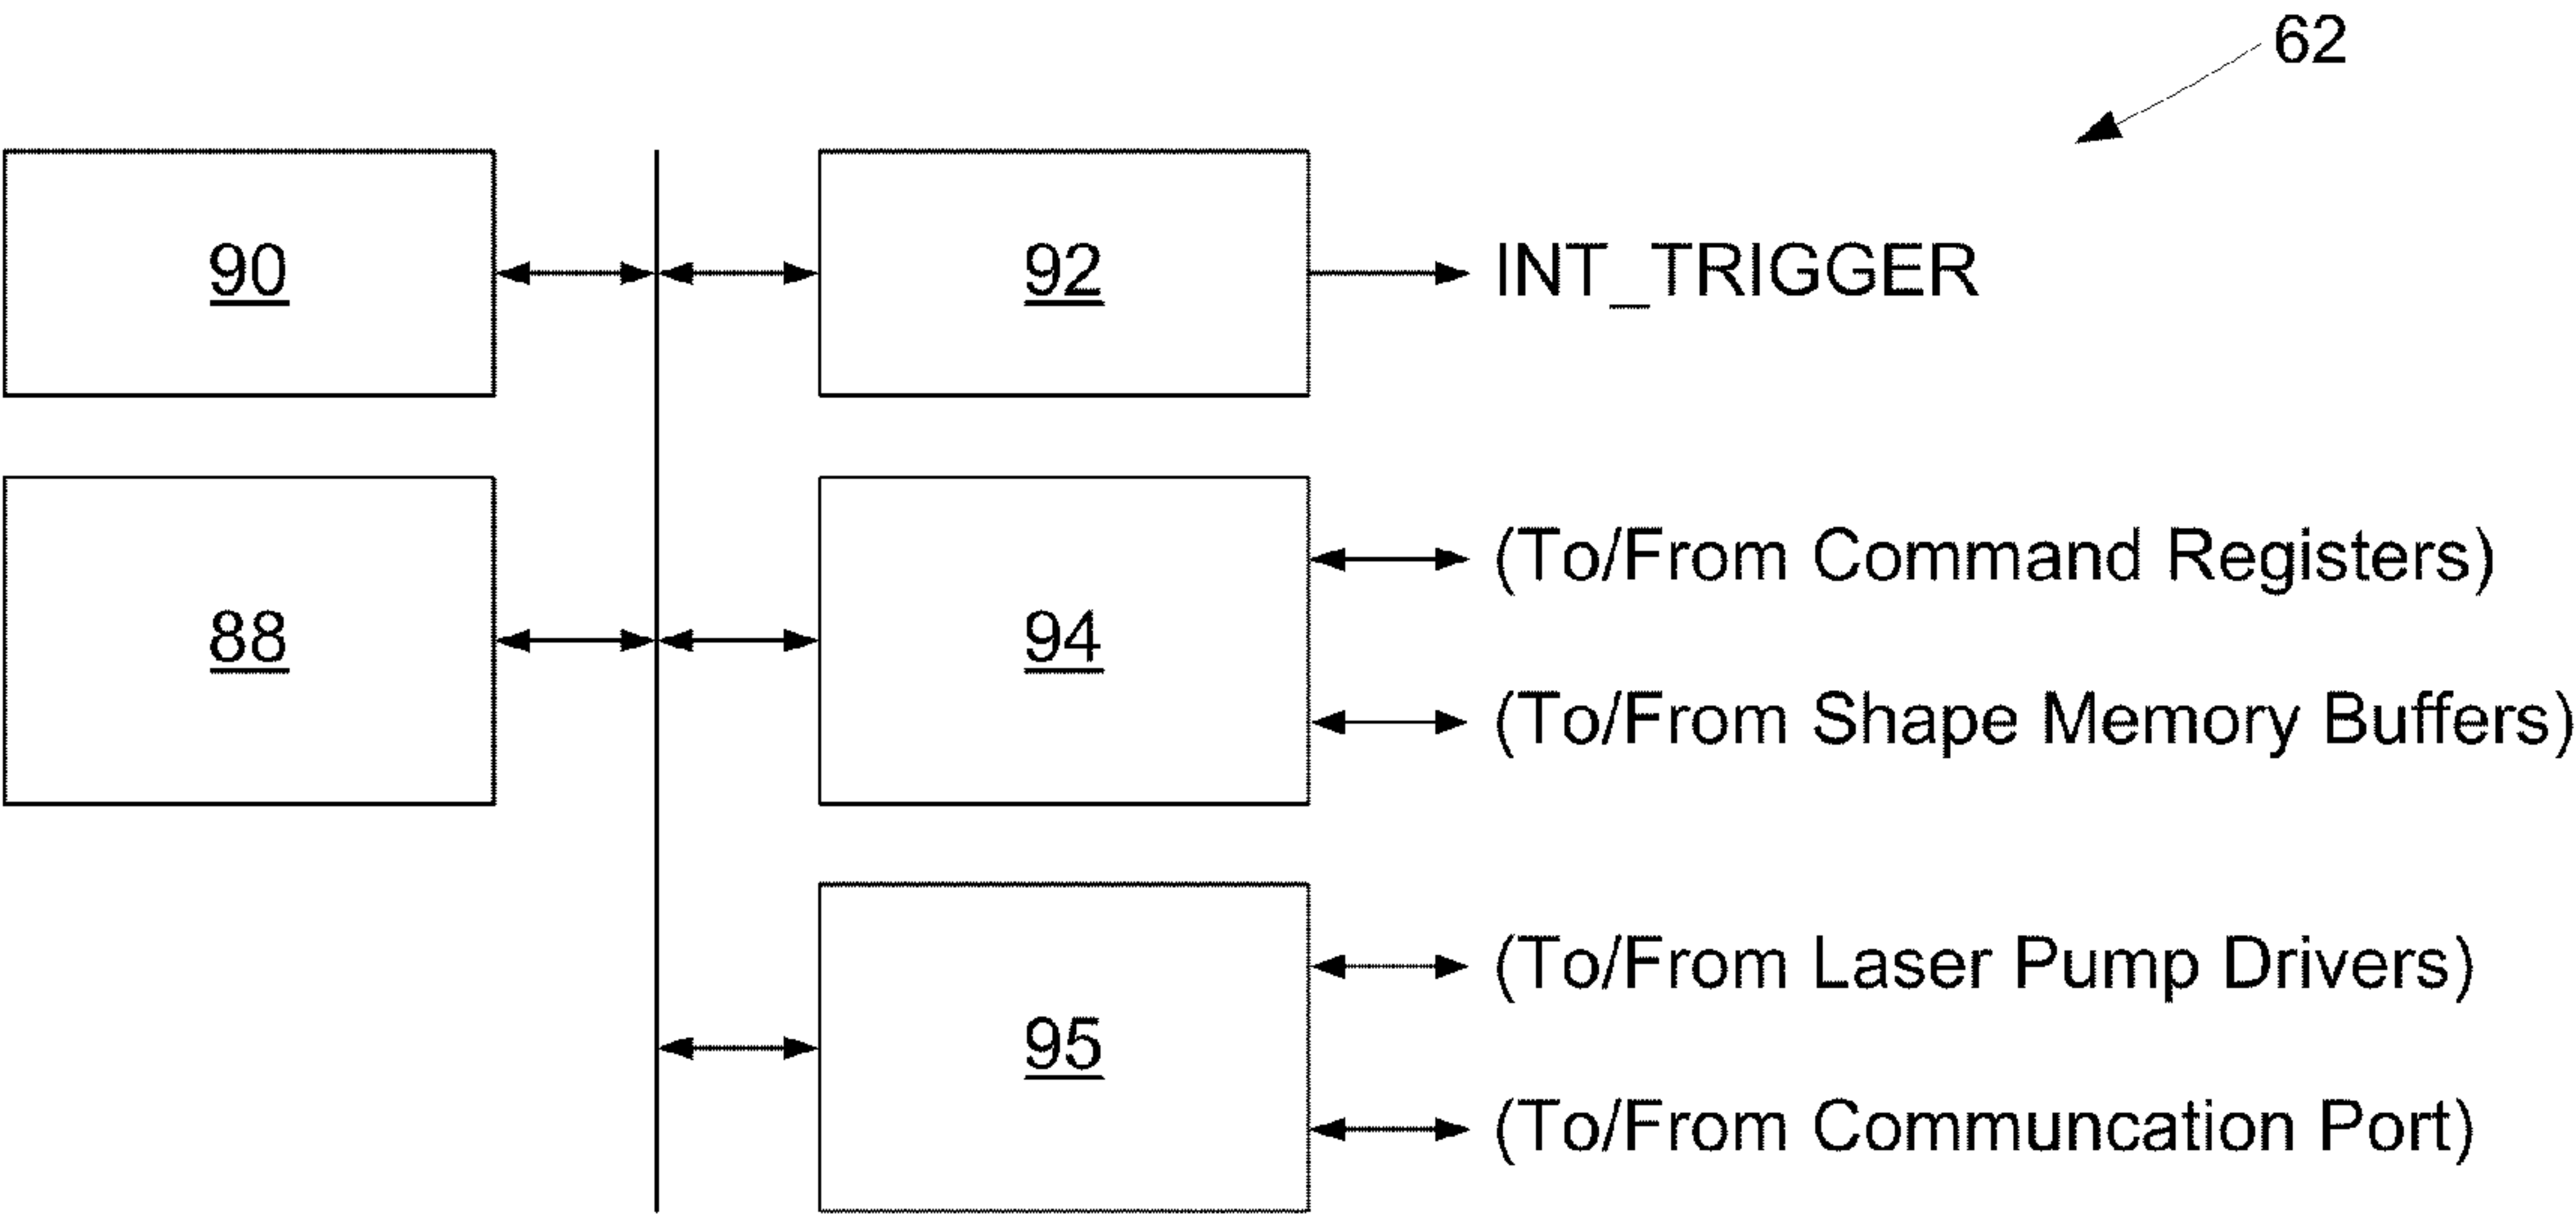 62
90
92
INT_TRIGGER
88
94
(To/From Command Registers)
(To/From Shape Memory Buffers)
95
(To/From Laser Pump Drivers)
(To/From Communcation Port)